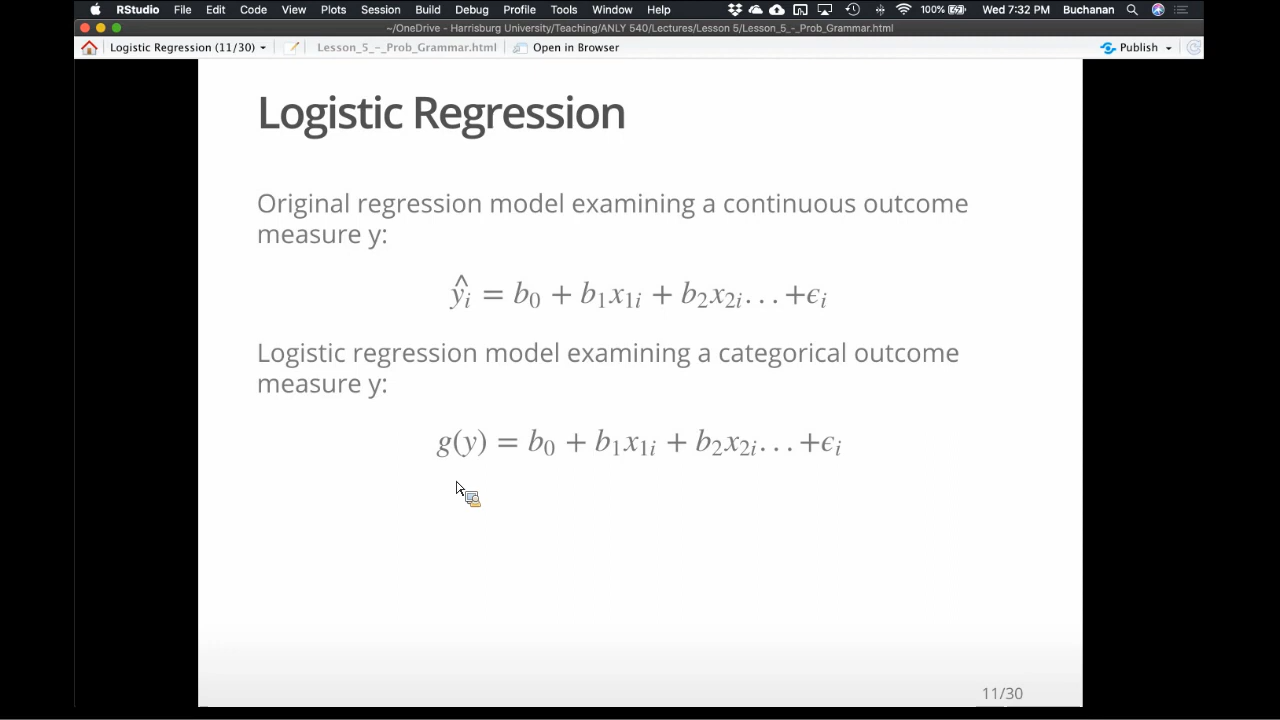 RStudio File Edit Code View Plots Session Build Debug Profile Tools Window Help 100% Wed 7:32 PM Buchanan
~/OneDrive - Harrisburg University/Teaching/ANLY 540/Lectures/Lesson 5/Lesson_5_-_Prob_Grammar.html
Logistic Regression (11/30) Lesson_5_-_Prob_Grammar.html Open in Browser Publish
Logistic Regression
Original regression model examining a continuous outcome
measure y:
ŷᵢ = b₀ + b₁x₁ᵢ + b₂x₂ᵢ. . . +ϵᵢ
Logistic regression model examining a categorical outcome
measure y:
g(y) = b₀ + b₁x₁ᵢ + b₂x₂ᵢ. . . +ϵᵢ
11/30